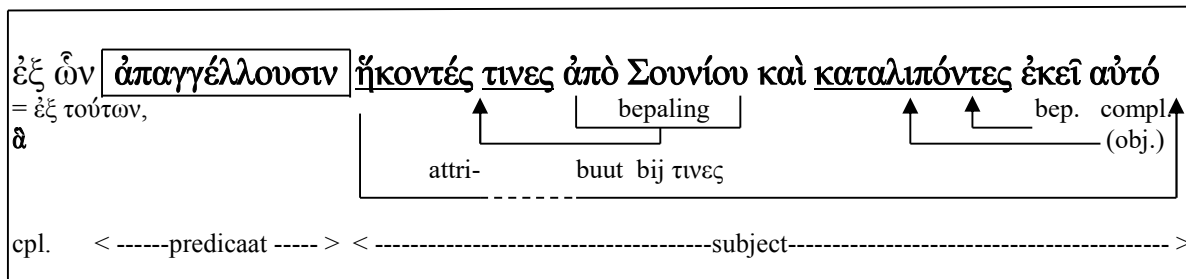 ἐξ ὧν ἀπαγγέλλουσιν ἥκοντές τινες ἀπὸ Σουνίου καὶ καταλιπόντες ἐκεῖ αὐτό
= ἐξ τούτων, bepaling bep. compl.
ἃ (obj.)
attri- buut bij τινες
cpl. < ------predicaat ----- > < -------------------------------------subject------------------------------------------ >